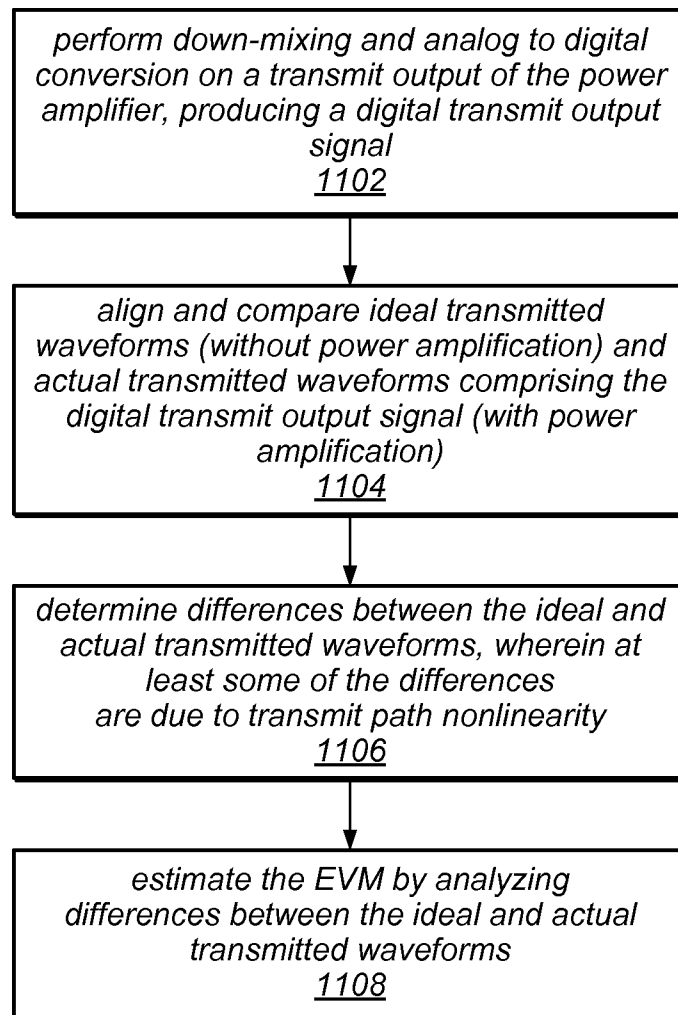 perform down-mixing and analog to digital
conversion on a transmit output of the power
amplifier, producing a digital transmit output
signal
1102
align and compare ideal transmitted
waveforms (without power amplification) and
actual transmitted waveforms comprising the
digital transmit output signal (with power
amplification)
1104
determine differences between the ideal and
actual transmitted waveforms, wherein at
least some of the differences
are due to transmit path nonlinearity
1106
estimate the EVM by analyzing
differences between the ideal and actual
transmitted waveforms
1108